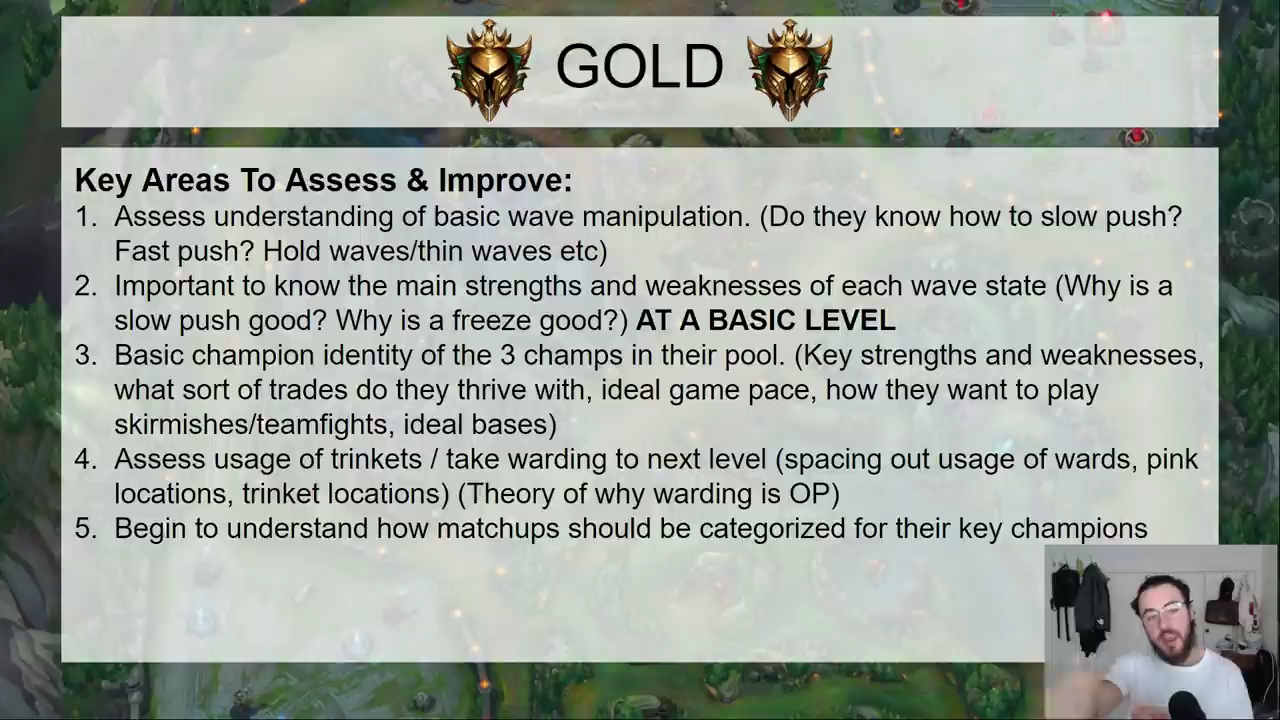 GOLD
Key Areas To Assess & Improve:
1. Assess understanding of basic wave manipulation. (Do they know how to slow push?
Fast push? Hold waves/thin waves etc)
2. Important to know the main strengths and weaknesses of each wave state (Why is a
slow push good? Why is a freeze good?) AT A BASIC LEVEL
3. Basic champion identity of the 3 champs in their pool. (Key strengths and weaknesses,
what sort of trades do they thrive with, ideal game pace, how they want to play
skirmishes/teamfights, ideal bases)
4. Assess usage of trinkets / take warding to next level (spacing out usage of wards, pink
locations, trinket locations) (Theory of why warding is OP)
5. Begin to understand how matchups should be categorized for their key champions